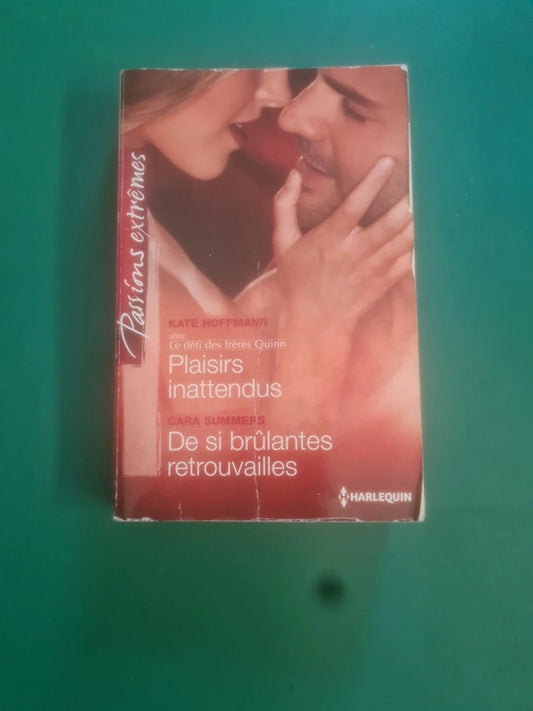 Passions extrêmes
KATE HOFFMANN
Série
Le défi des frères Quinn
Plaisirs
inattendus
CARA SUMMERS
De si brûlantes
retrouvailles
HARLEQUIN